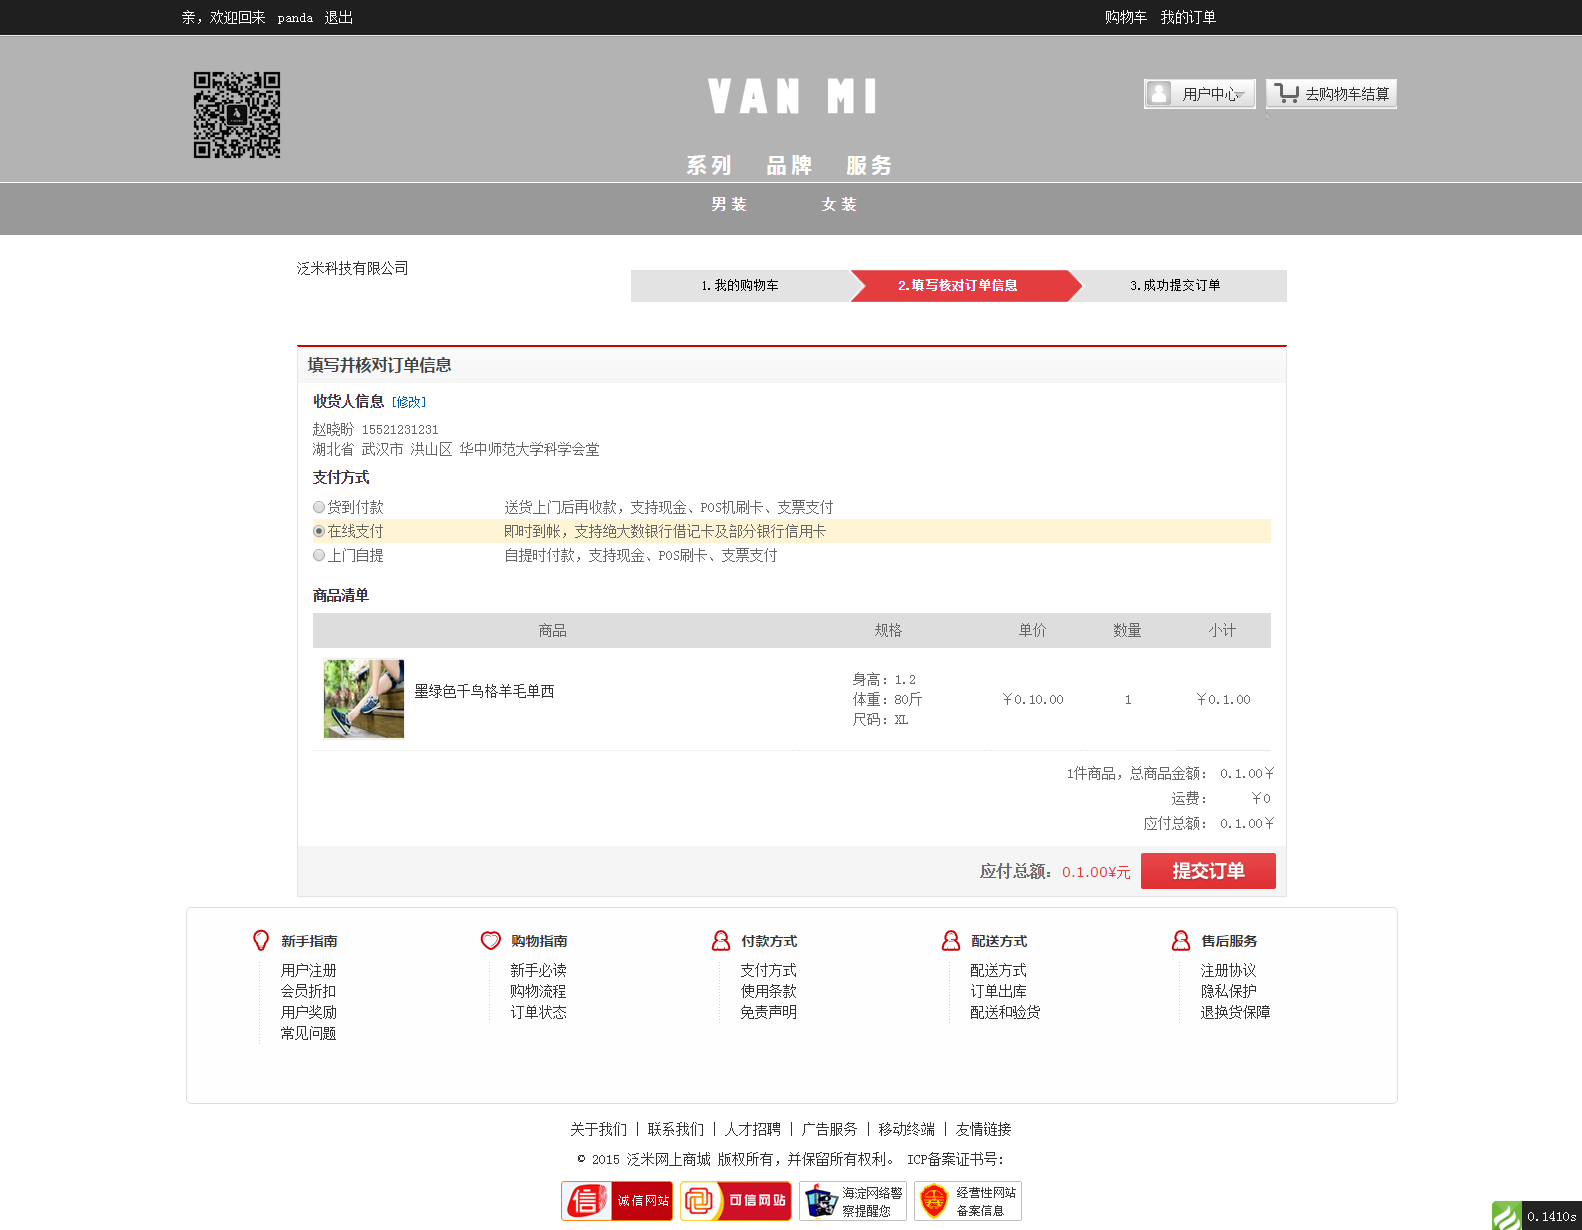 亲，欢迎回来 panda 退出 购物车 我的订单
VAN MI
用户中心 去购物车结算
系列 品牌 服务
男装 女装
泛米科技有限公司
1.我的购物车 2.填写核对订单信息 3.成功提交订单
填写并核对订单信息
收货人信息 [修改]
赵晓盼 15521231231
湖北省 武汉市 洪山区 华中师范大学科学会堂
支付方式
货到付款 送货上门后再收款，支持现金、POS机刷卡、支票支付
在线支付 即时到帐，支持绝大数银行借记卡及部分银行信用卡
上门自提 自提时付款，支持现金、POS刷卡、支票支付
商品清单
商品 规格 单价 数量 小计
墨绿色千鸟格羊毛单西
身高：1.2
体重：80斤
尺码：XL
￥0.10.00 1 ￥0.1.00
1件商品，总商品金额： 0.1.00￥
运费： ￥0
应付总额： 0.1.00￥
应付总额：0.1.00¥元 提交订单
新手指南 购物指南 付款方式 配送方式 售后服务
用户注册 新手必读 支付方式 配送方式 注册协议
会员折扣 购物流程 使用条款 订单出库 隐私保护
用户奖励 订单状态 免责声明 配送和验货 退换货保障
常见问题
关于我们 | 联系我们 | 人才招聘 | 广告服务 | 移动终端 | 友情链接
© 2015 泛米网上商城 版权所有，并保留所有权利。 ICP备案证书号：
信 诚信网站 可信网站 海淀网络警察提醒您 经营性网站备案信息
0.1410s